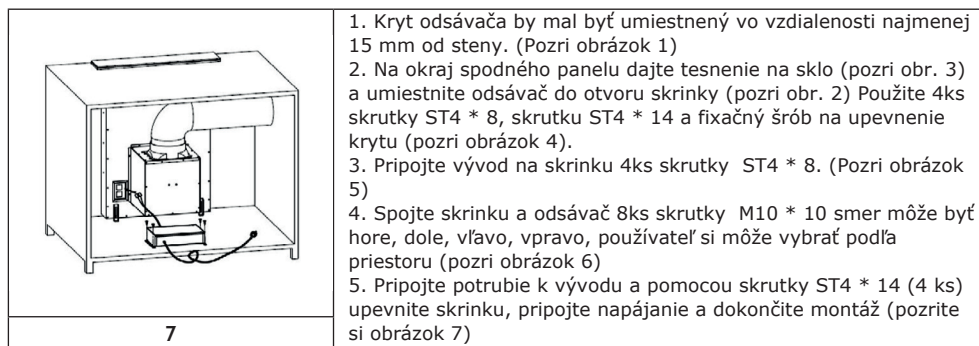 1. Kryt odsávača by mal byť umiestnený vo vzdialenosti najmenej
15 mm od steny. (Pozri obrázok 1)
2. Na okraj spodného panelu dajte tesnenie na sklo (pozri obr. 3)
a umiestnite odsávač do otvoru skrinky (pozri obr. 2) Použite 4ks
skrutky ST4 * 8, skrutku ST4 * 14 a fixačný šrób na upevnenie
krytu (pozri obrázok 4).
3. Pripojte vývod na skrinku 4ks skrutky  ST4 * 8. (Pozri obrázok
5)
4. Spojte skrinku a odsávač 8ks skrutky  M10 * 10 smer môže byť
hore, dole, vľavo, vpravo, používateľ si môže vybrať podľa
priestoru (pozri obrázok 6)
5. Pripojte potrubie k vývodu a pomocou skrutky ST4 * 14 (4 ks)
upevnite skrinku, pripojte napájanie a dokončite montáž (pozrite
si obrázok 7)
7